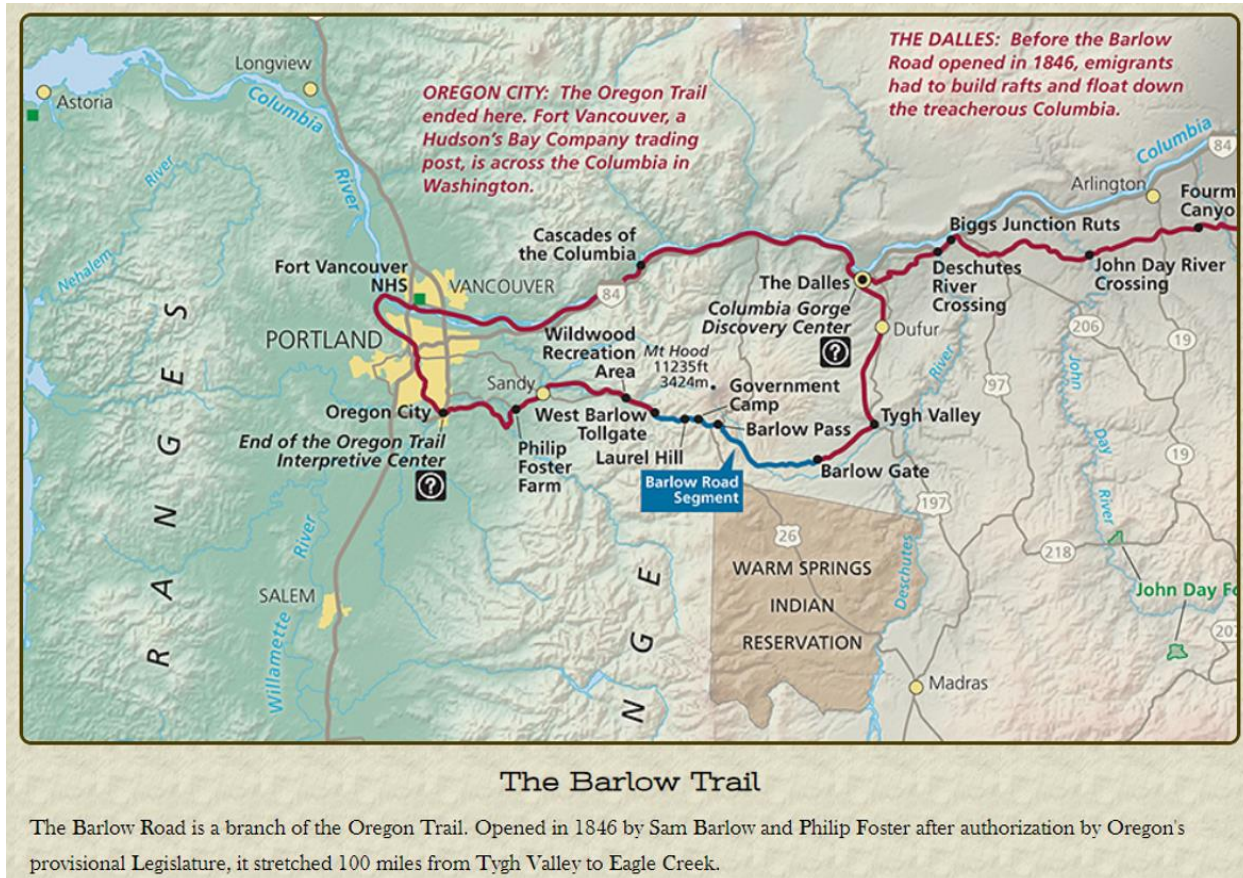 THE DALLES: Before the Barlow
Road opened in 1846, emigrants
had to build rafts and float down
the treacherous Columbia.
OREGON CITY: The Oregon Trail
ended here. Fort Vancouver, a
Hudson's Bay Company trading
post, is across the Columbia in
Washington.
Longview
Astoria
Columbia
River
River
Nehalem
Columbia
84
Arlington
Fourm
Canyo
Biggs Junction Ruts
Cascades of
the Columbia
Fort Vancouver
NHS
VANCOUVER
84
The Dalles
Deschutes
River
Crossing
John Day River
Crossing
Columbia Gorge
Discovery Center
?
Dufur
PORTLAND
Wildwood
Recreation
Area
Mt Hood
11235ft
3424m
River
206
John
Day
River
19
97
Sandy
Government
Camp
Oregon City
West Barlow
Tollgate
Barlow Pass
Tygh Valley
End of the Oregon Trail
Interpretive Center
?
Philip
Foster
Farm
Laurel Hill
Barlow Gate
Barlow Road
Segment
19
197
RANGES
River
26
218
Deschutes
WARM SPRINGS
INDIAN
RESERVATION
SALEM
Willamette
NGE
John Day Fo
207
Madras
The Barlow Trail
The Barlow Road is a branch of the Oregon Trail. Opened in 1846 by Sam Barlow and Philip Foster after authorization by Oregon's
provisional Legislature, it stretched 100 miles from Tygh Valley to Eagle Creek.